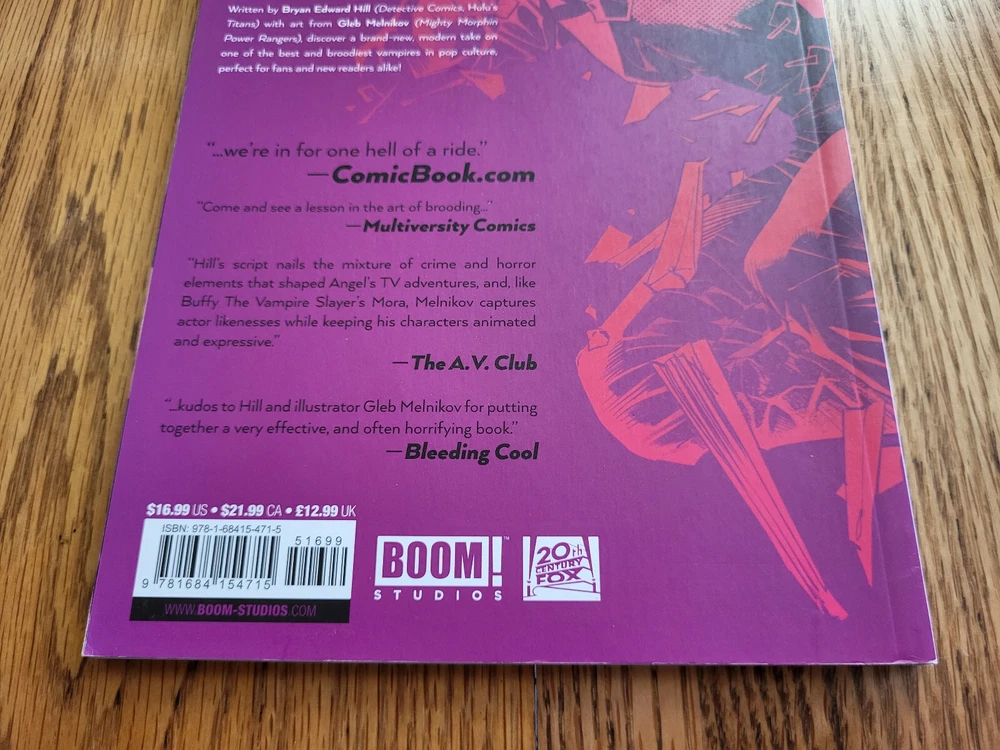 Written by Bryan Edward Hill (Detective Comics, Hulu's
Titans) with art from Gleb Melnikov (Mighty Morphin
Power Rangers), discover a brand-new, modern take on
one of the best and broodiest vampires in pop culture,
perfect for fans and new readers alike!
"...we're in for one hell of a ride."
—ComicBook.com
"Come and see a lesson in the art of brooding..."
—Multiversity Comics
"Hill's script nails the mixture of crime and horror
elements that shaped Angel's TV adventures, and, like
Buffy The Vampire Slayer's Mora, Melnikov captures
actor likenesses while keeping his characters animated
and expressive."
—The A.V. Club
"...kudos to Hill and illustrator Gleb Melnikov for putting
together a very effective, and often horrifying book."
—Bleeding Cool
$16.99 US • $21.99 CA • £12.99 UK
ISBN: 978-1-68415-471-5
51699
9 781684 154715
WWW.BOOM-STUDIOS.COM
BOOM!™
STUDIOS
20th
CENTURY
FOX